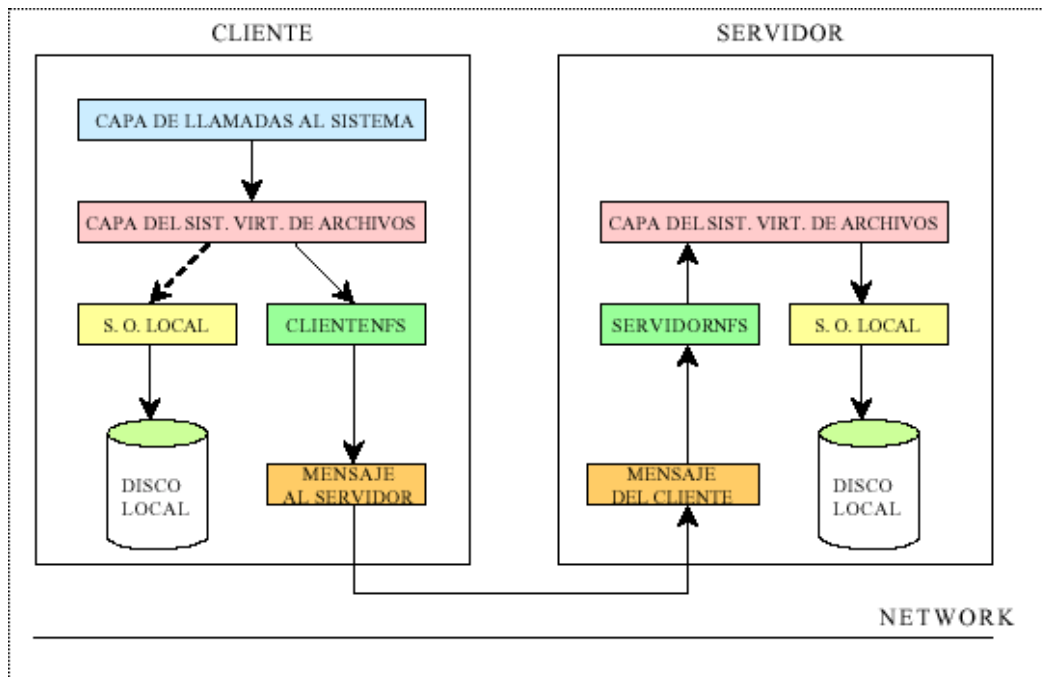 CLIENTE
SERVIDOR
CAPA DE LLAMADAS AL SISTEMA
CAPA DEL SIST. VIRT. DE ARCHIVOS
CAPA DEL SIST. VIRT. DE ARCHIVOS
S. O. LOCAL
CLIENTENFS
SERVIDORNFS
S. O. LOCAL
DISCO
LOCAL
MENSAJE
AL SERVIDOR
MENSAJE
DEL CLIENTE
DISCO
LOCAL
NETWORK